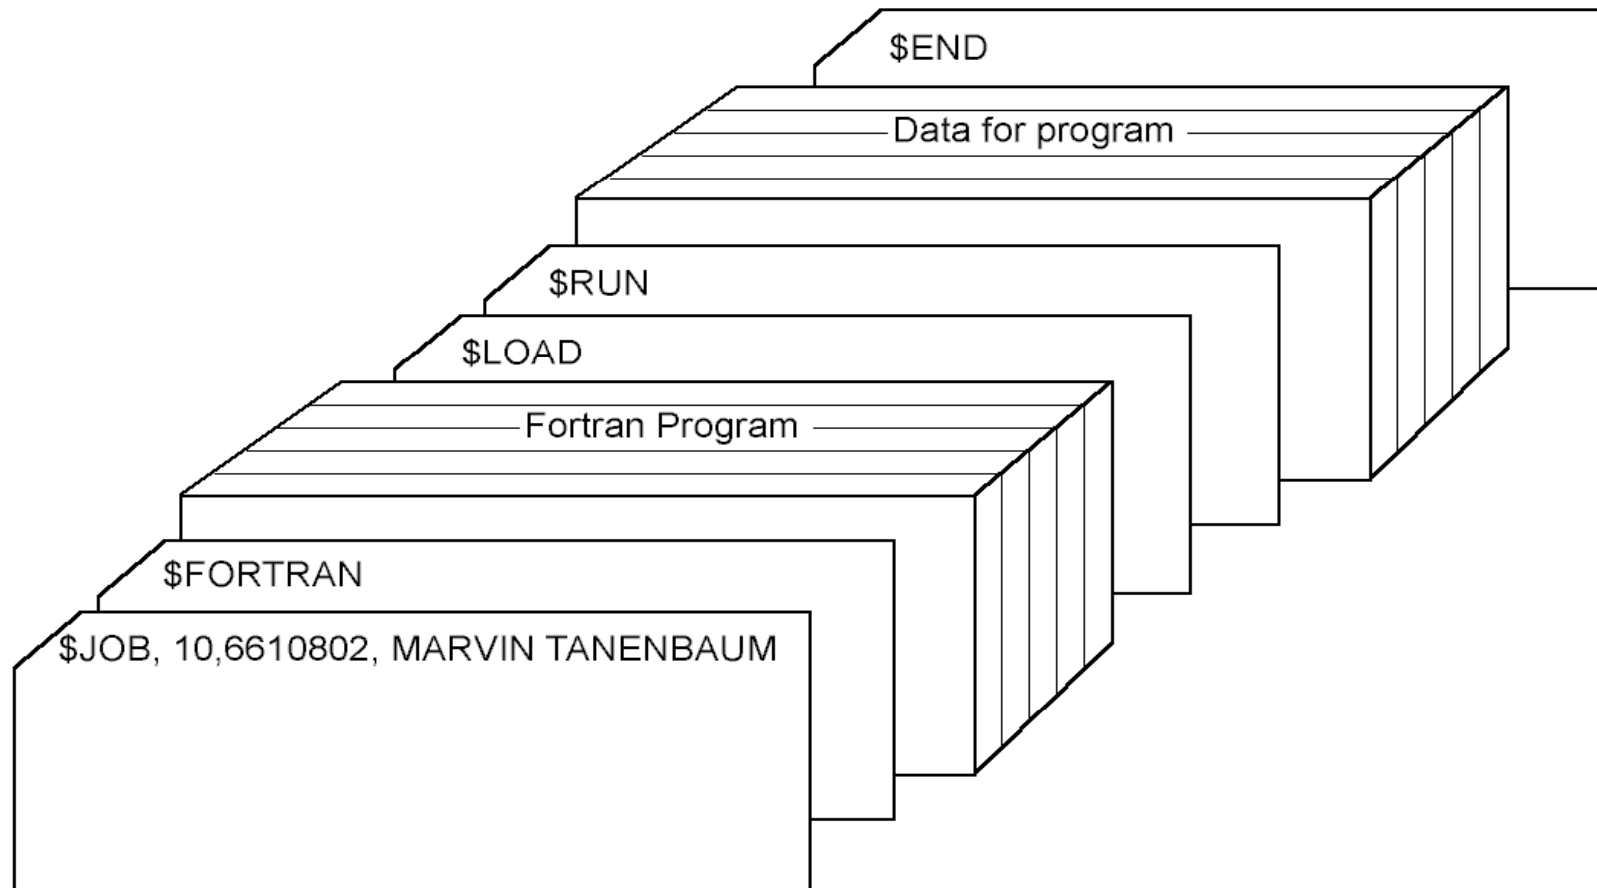 $END
Data for program
$RUN
$LOAD
Fortran Program
$FORTRAN
$JOB, 10,6610802, MARVIN TANENBAUM